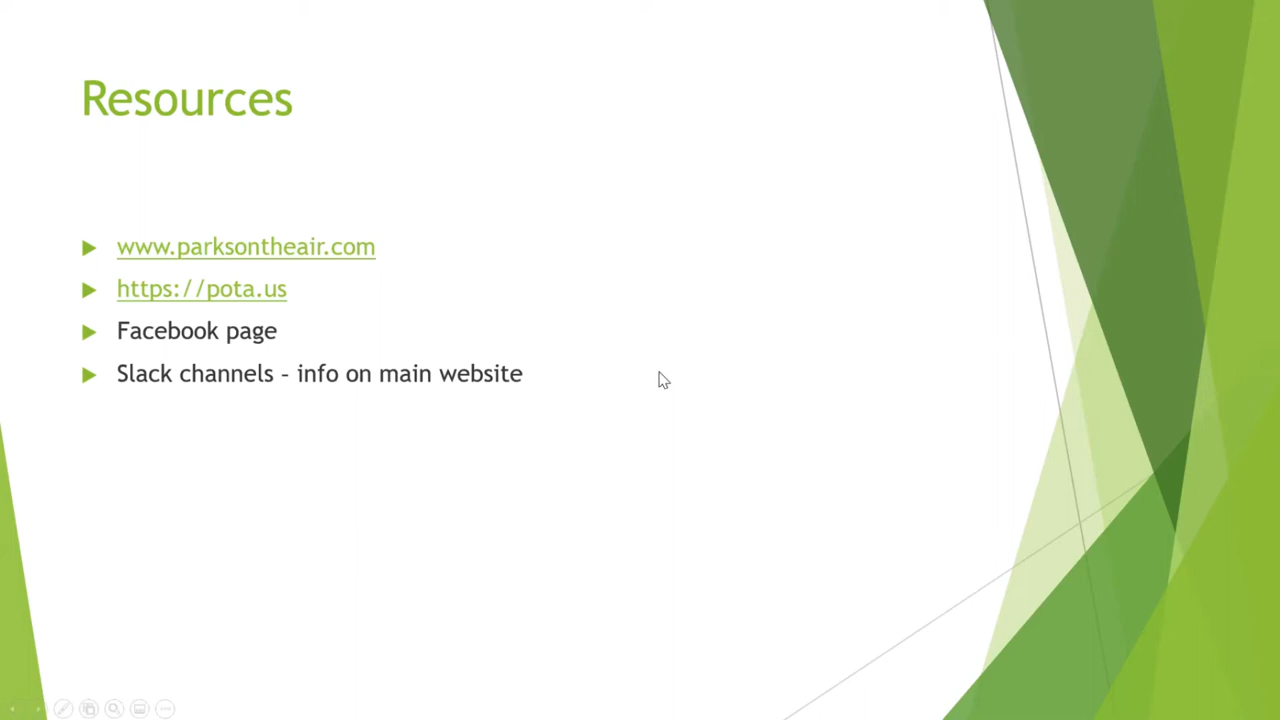 Resources
www.parksontheair.com
https://pota.us
Facebook page
Slack channels – info on main website